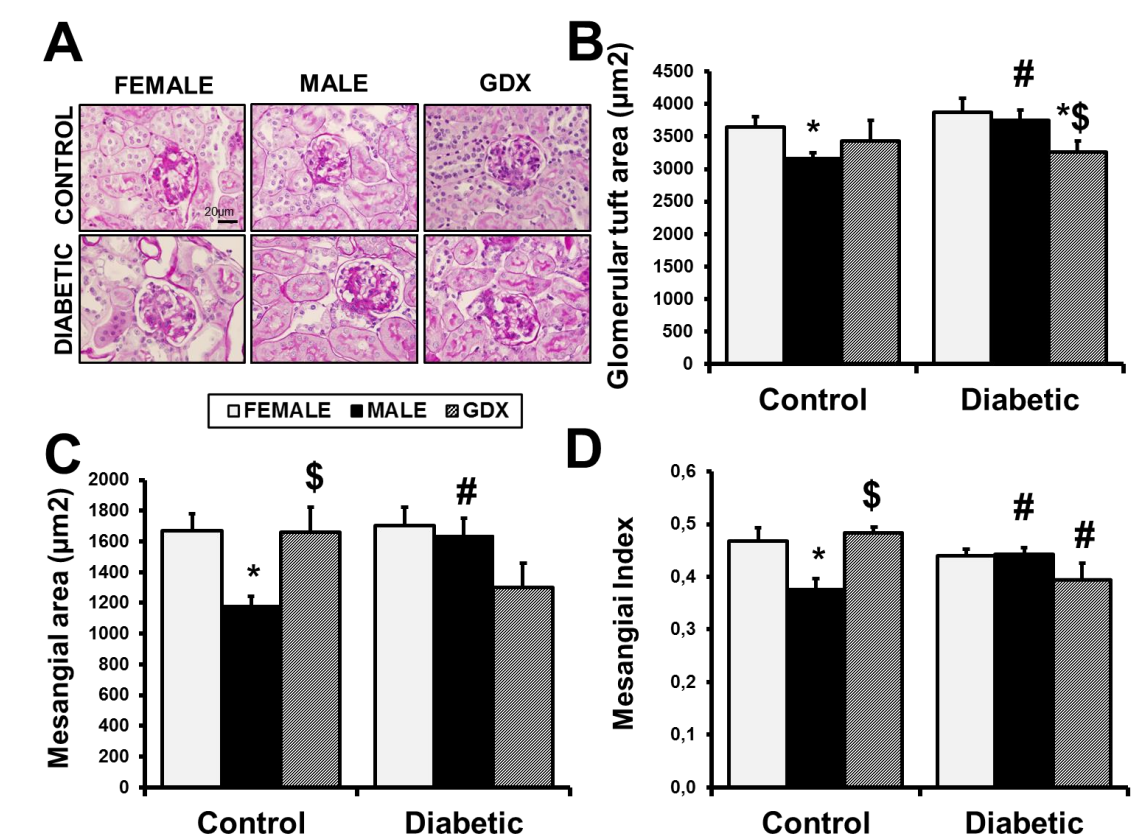 A
FEMALE MALE GDX
CONTROL
20μm
DIABETIC
B
Glomerular tuft area (μm2)
4500
4000
3500
3000
2500
2000
1500
1000
500
0
*
#
*$
Control Diabetic
FEMALE MALE GDX
C
Mesangial area (μm2)
2000
1800
1600
1400
1200
1000
800
600
400
200
0
*
$
#
Control Diabetic
D
Mesangiai Index
0,6
0,5
0,4
0,3
0,2
0,1
0,0
*
$
#
#
Control Diabetic